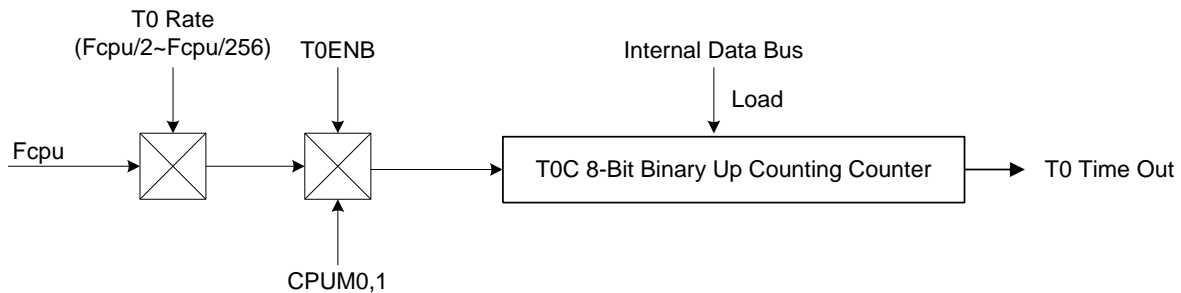 T0 Rate
(Fcpu/2~Fcpu/256)
T0ENB
Internal Data Bus
Load
Fcpu
T0C 8-Bit Binary Up Counting Counter
T0 Time Out
CPUM0,1